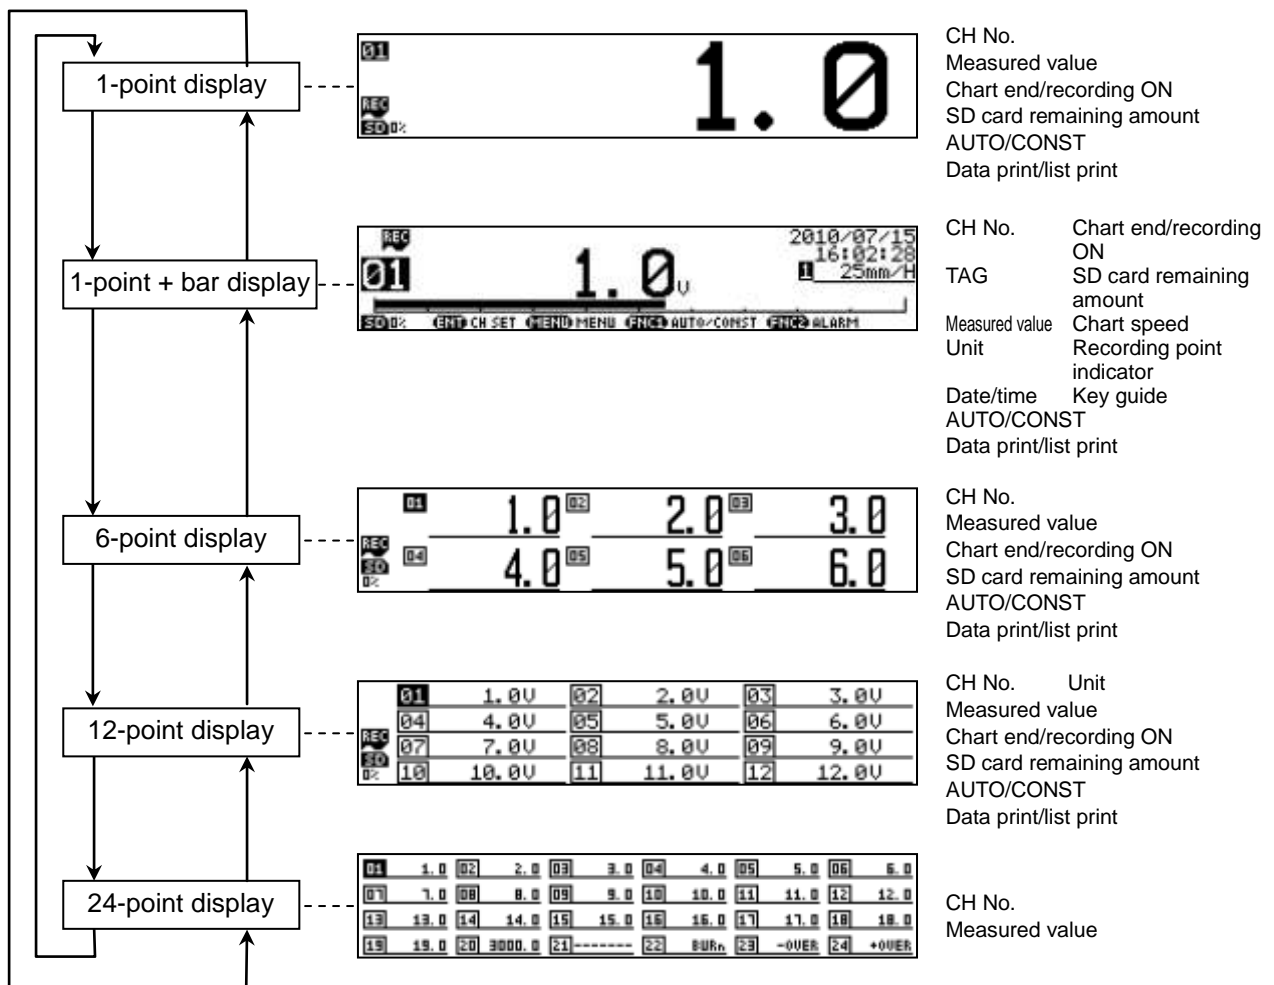 1-point display
01
1.0
REC
SD 0%
CH No.
Measured value
Chart end/recording ON
SD card remaining amount
AUTO/CONST
Data print/list print
1-point + bar display
REC
2010/07/15
16:02:28
01 1.0 V
1 25mm/H
SD 0% ENT CH SET MENU MENU FNC1 AUTO/CONST FNC2 ALARM
CH No. Chart end/recording
ON
TAG SD card remaining
amount
Measured value Chart speed
Unit Recording point
indicator
Date/time Key guide
AUTO/CONST
Data print/list print
6-point display
01 1.0 02 2.0 03 3.0
REC
04 4.0 05 5.0 06 6.0
SD
0%
CH No.
Measured value
Chart end/recording ON
SD card remaining amount
AUTO/CONST
Data print/list print
12-point display
01 1.0V 02 2.0V 03 3.0V
04 4.0V 05 5.0V 06 6.0V
REC
07 7.0V 08 8.0V 09 9.0V
SD
0% 10 10.0V 11 11.0V 12 12.0V
CH No. Unit
Measured value
Chart end/recording ON
SD card remaining amount
AUTO/CONST
Data print/list print
24-point display
01 1.0 02 2.0 03 3.0 04 4.0 05 5.0 06 6.0
07 7.0 08 8.0 09 9.0 10 10.0 11 11.0 12 12.0
13 13.0 14 14.0 15 15.0 16 16.0 17 17.0 18 18.0
19 19.0 20 3000.0 21 ------- 22 BURn 23 -OVER 24 +OVER
CH No.
Measured value